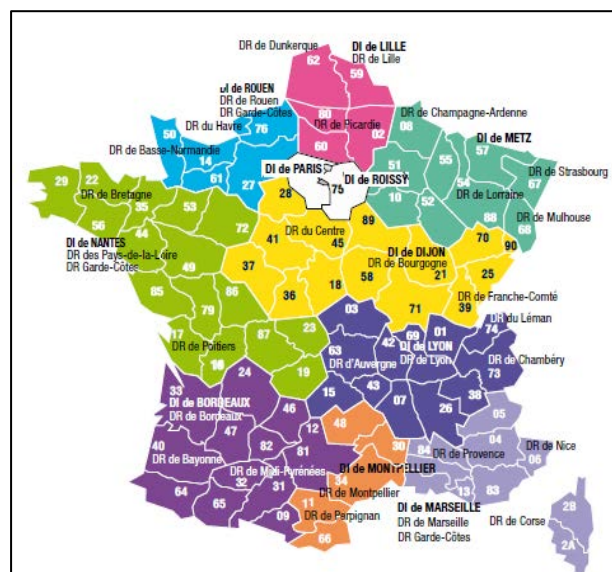 DR de Dunkerque
DI de LILLE
62
59
DR de Lille
DI de ROUEN
DR de Rouen
DR Garde-Côtes
DR du Havre
76
50
DR de Basse-Normandie
14
61
27
80
DR de Picardie
60
02
DR de Champagne-Ardenne
08
DI de METZ
57
51
55
54
67
DR de Strasbourg
10
52
DR de Lorraine
88
DR de Mulhouse
68
DI de PARIS
DI de ROISSY
75
29
22
DR de Bretagne
35
53
56
44
72
DI de NANTES
DR des Pays-de-la-Loire
DR Garde-Côtes
49
85
79
86
17
DR de Poitiers
16
87
23
19
28
89
DR du Centre
41
45
37
18
36
DI de DIJON
DR de Bourgogne
58
21
71
70
90
25
DR de Franche-Comté
39
03
63
42
69
01
DI de LYON
DR de Lyon
DR du Léman
74
DR d'Auvergne
DR de Chambéry
73
15
43
07
26
38
33
24
DI de BORDEAUX
DR de Bordeaux
46
47
12
40
82
81
DR de Bayonne
DR de Midi-Pyrénées
32
31
64
65
09
48
30
DI de MONTPELLIER
34
DR de Montpellier
11
DR de Perpignan
66
05
04
84
DR de Provence
DR de Nice
06
13
83
DI de MARSEILLE
DR de Marseille
DR Garde-Côtes
DR de Corse
2B
2A